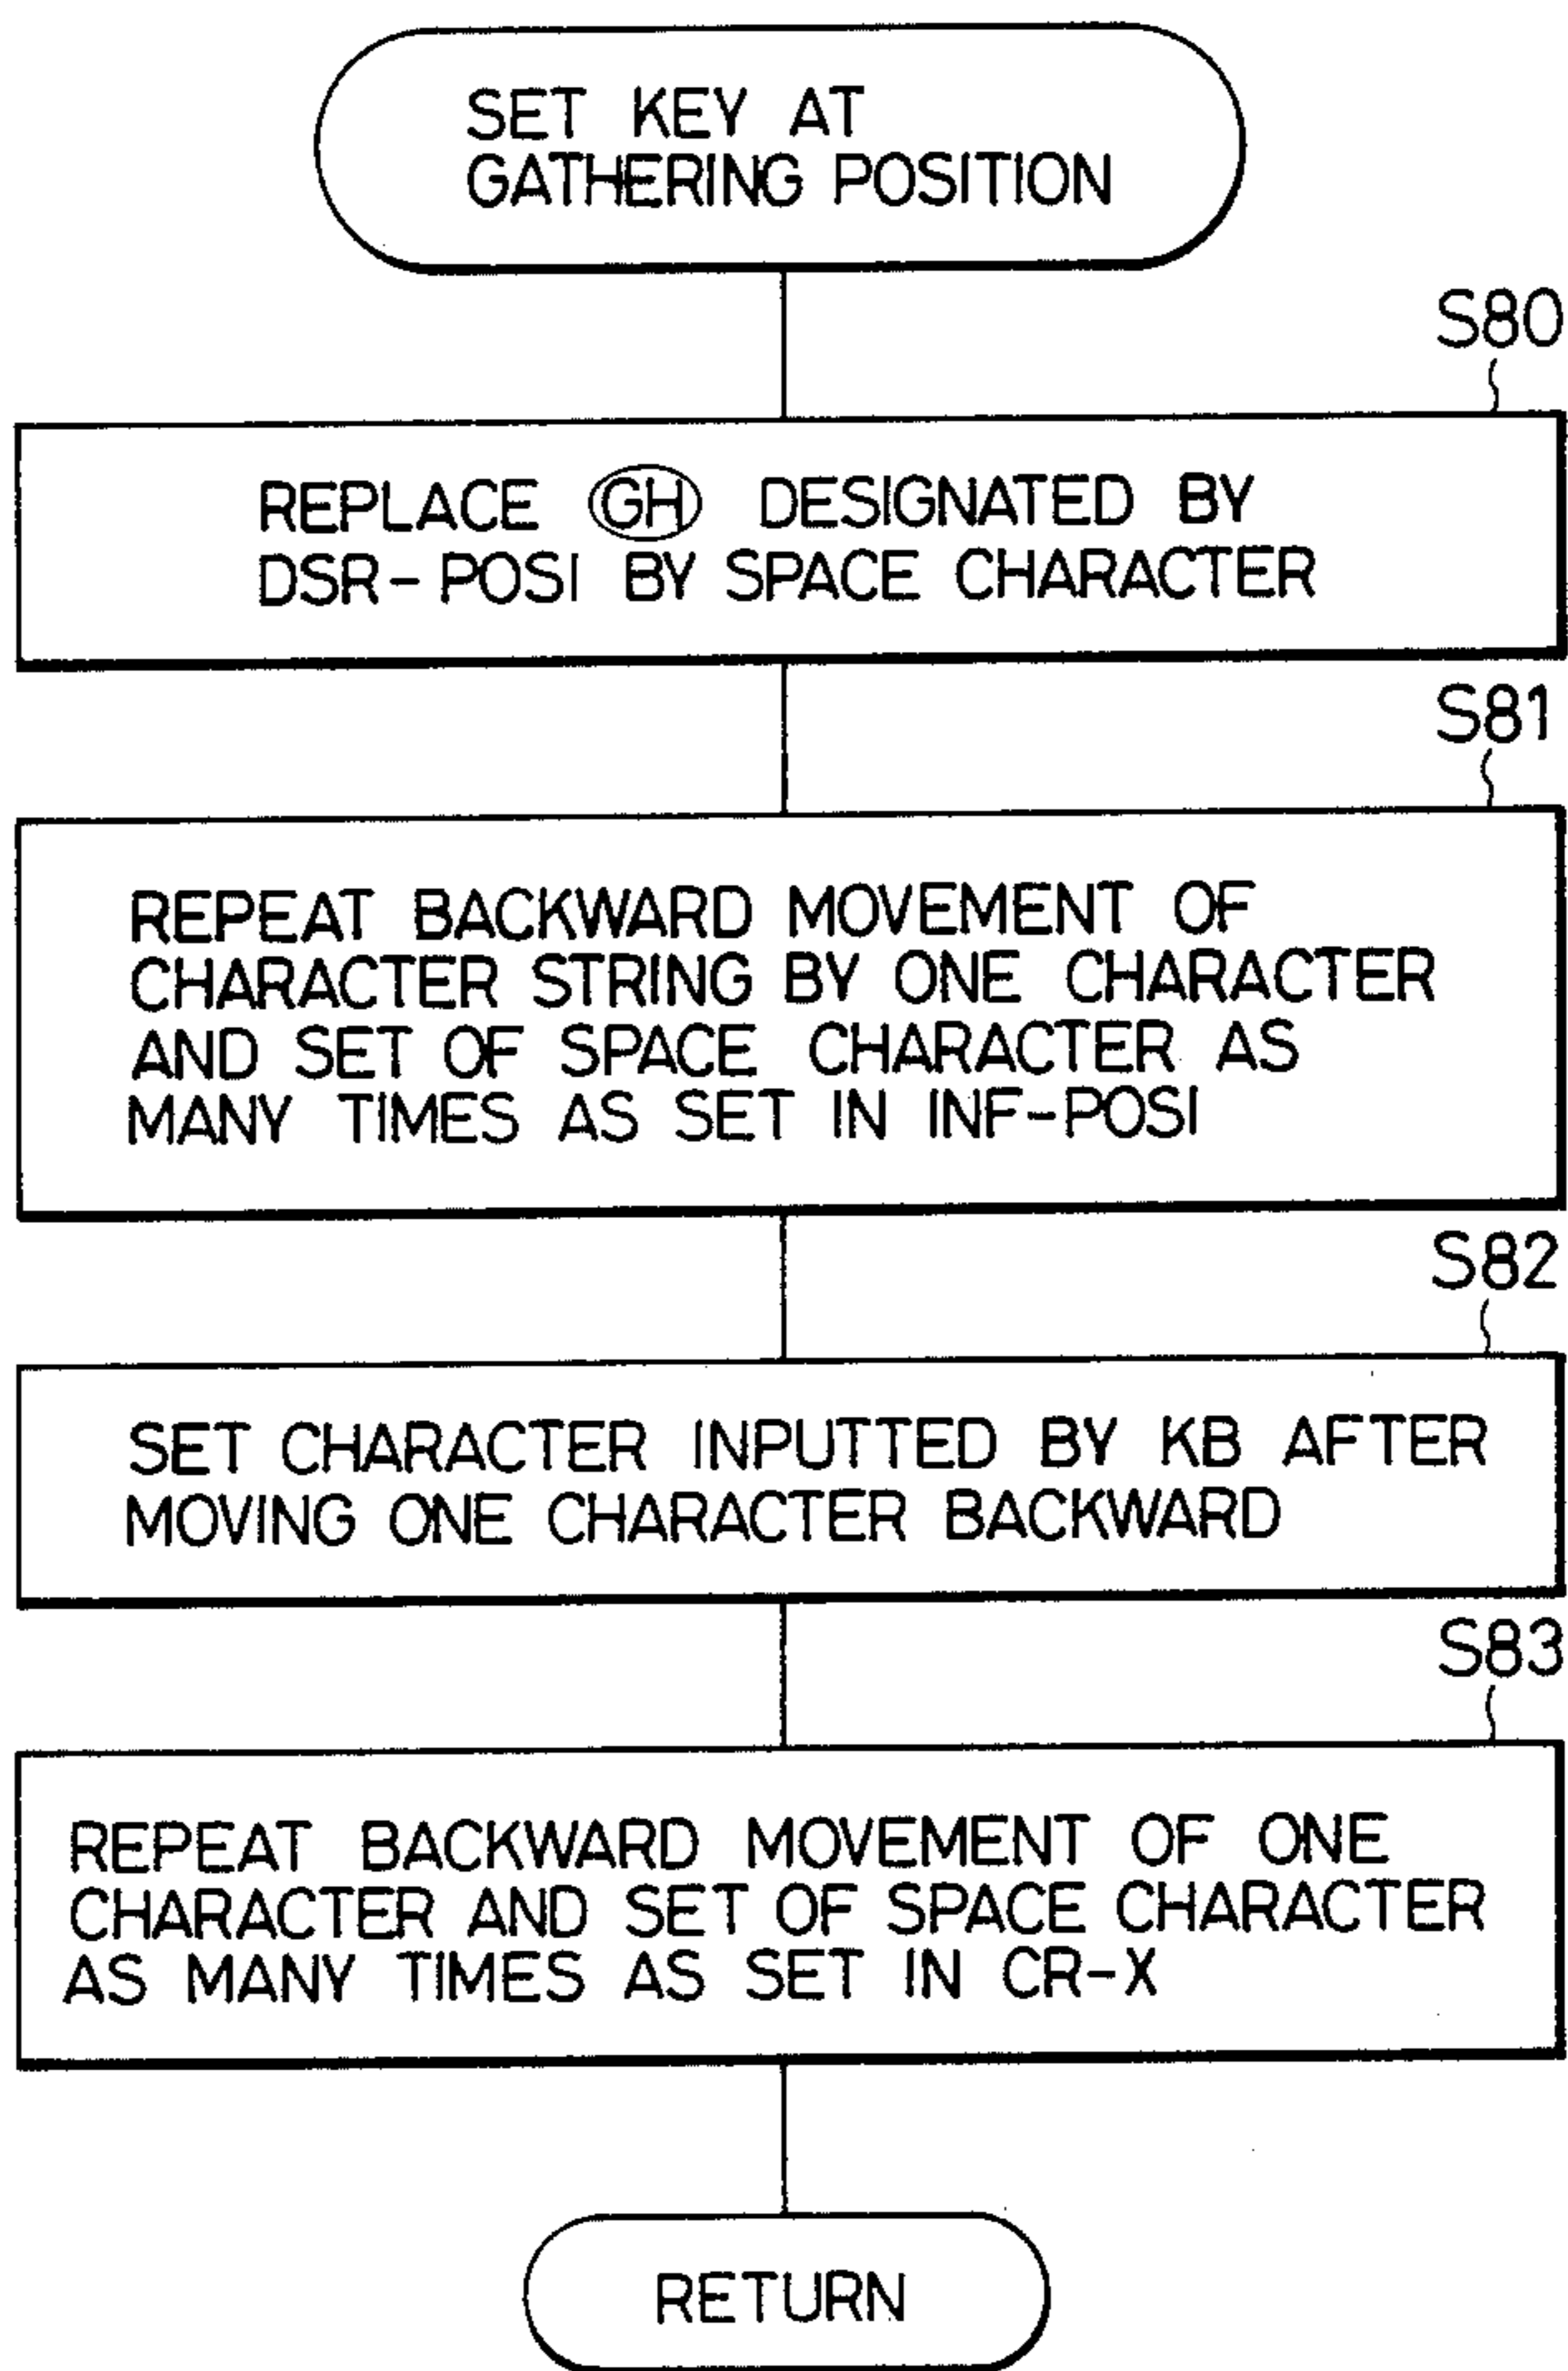 SET KEY AT
GATHERING POSITION
S80
REPLACE GH DESIGNATED BY
DSR-POSI BY SPACE CHARACTER
S81
REPEAT BACKWARD MOVEMENT OF
CHARACTER STRING BY ONE CHARACTER
AND SET OF SPACE CHARACTER AS
MANY TIMES AS SET IN INF-POSI
S82
SET CHARACTER INPUTTED BY KB AFTER
MOVING ONE CHARACTER BACKWARD
S83
REPEAT BACKWARD MOVEMENT OF ONE
CHARACTER AND SET OF SPACE CHARACTER
AS MANY TIMES AS SET IN CR-X
RETURN